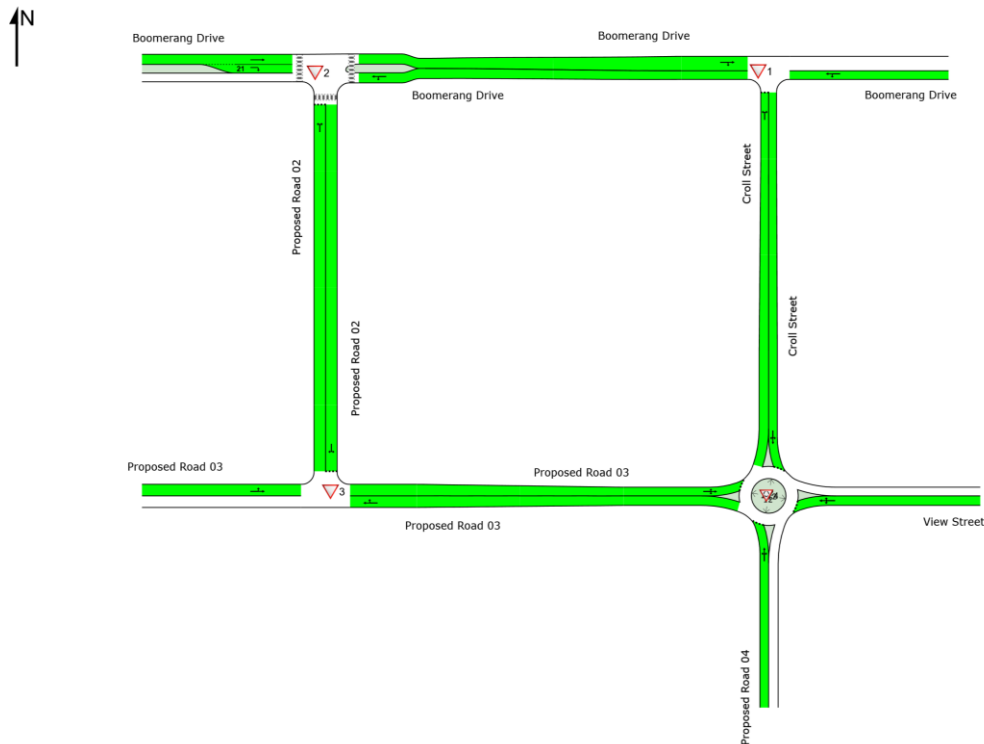 N
Boomerang Drive
Boomerang Drive
21
2
1
Boomerang Drive
Boomerang Drive
Proposed Road 02
Croll Street
Proposed Road 02
Croll Street
Proposed Road 03
Proposed Road 03
3
Proposed Road 03
View Street
Proposed Road 04